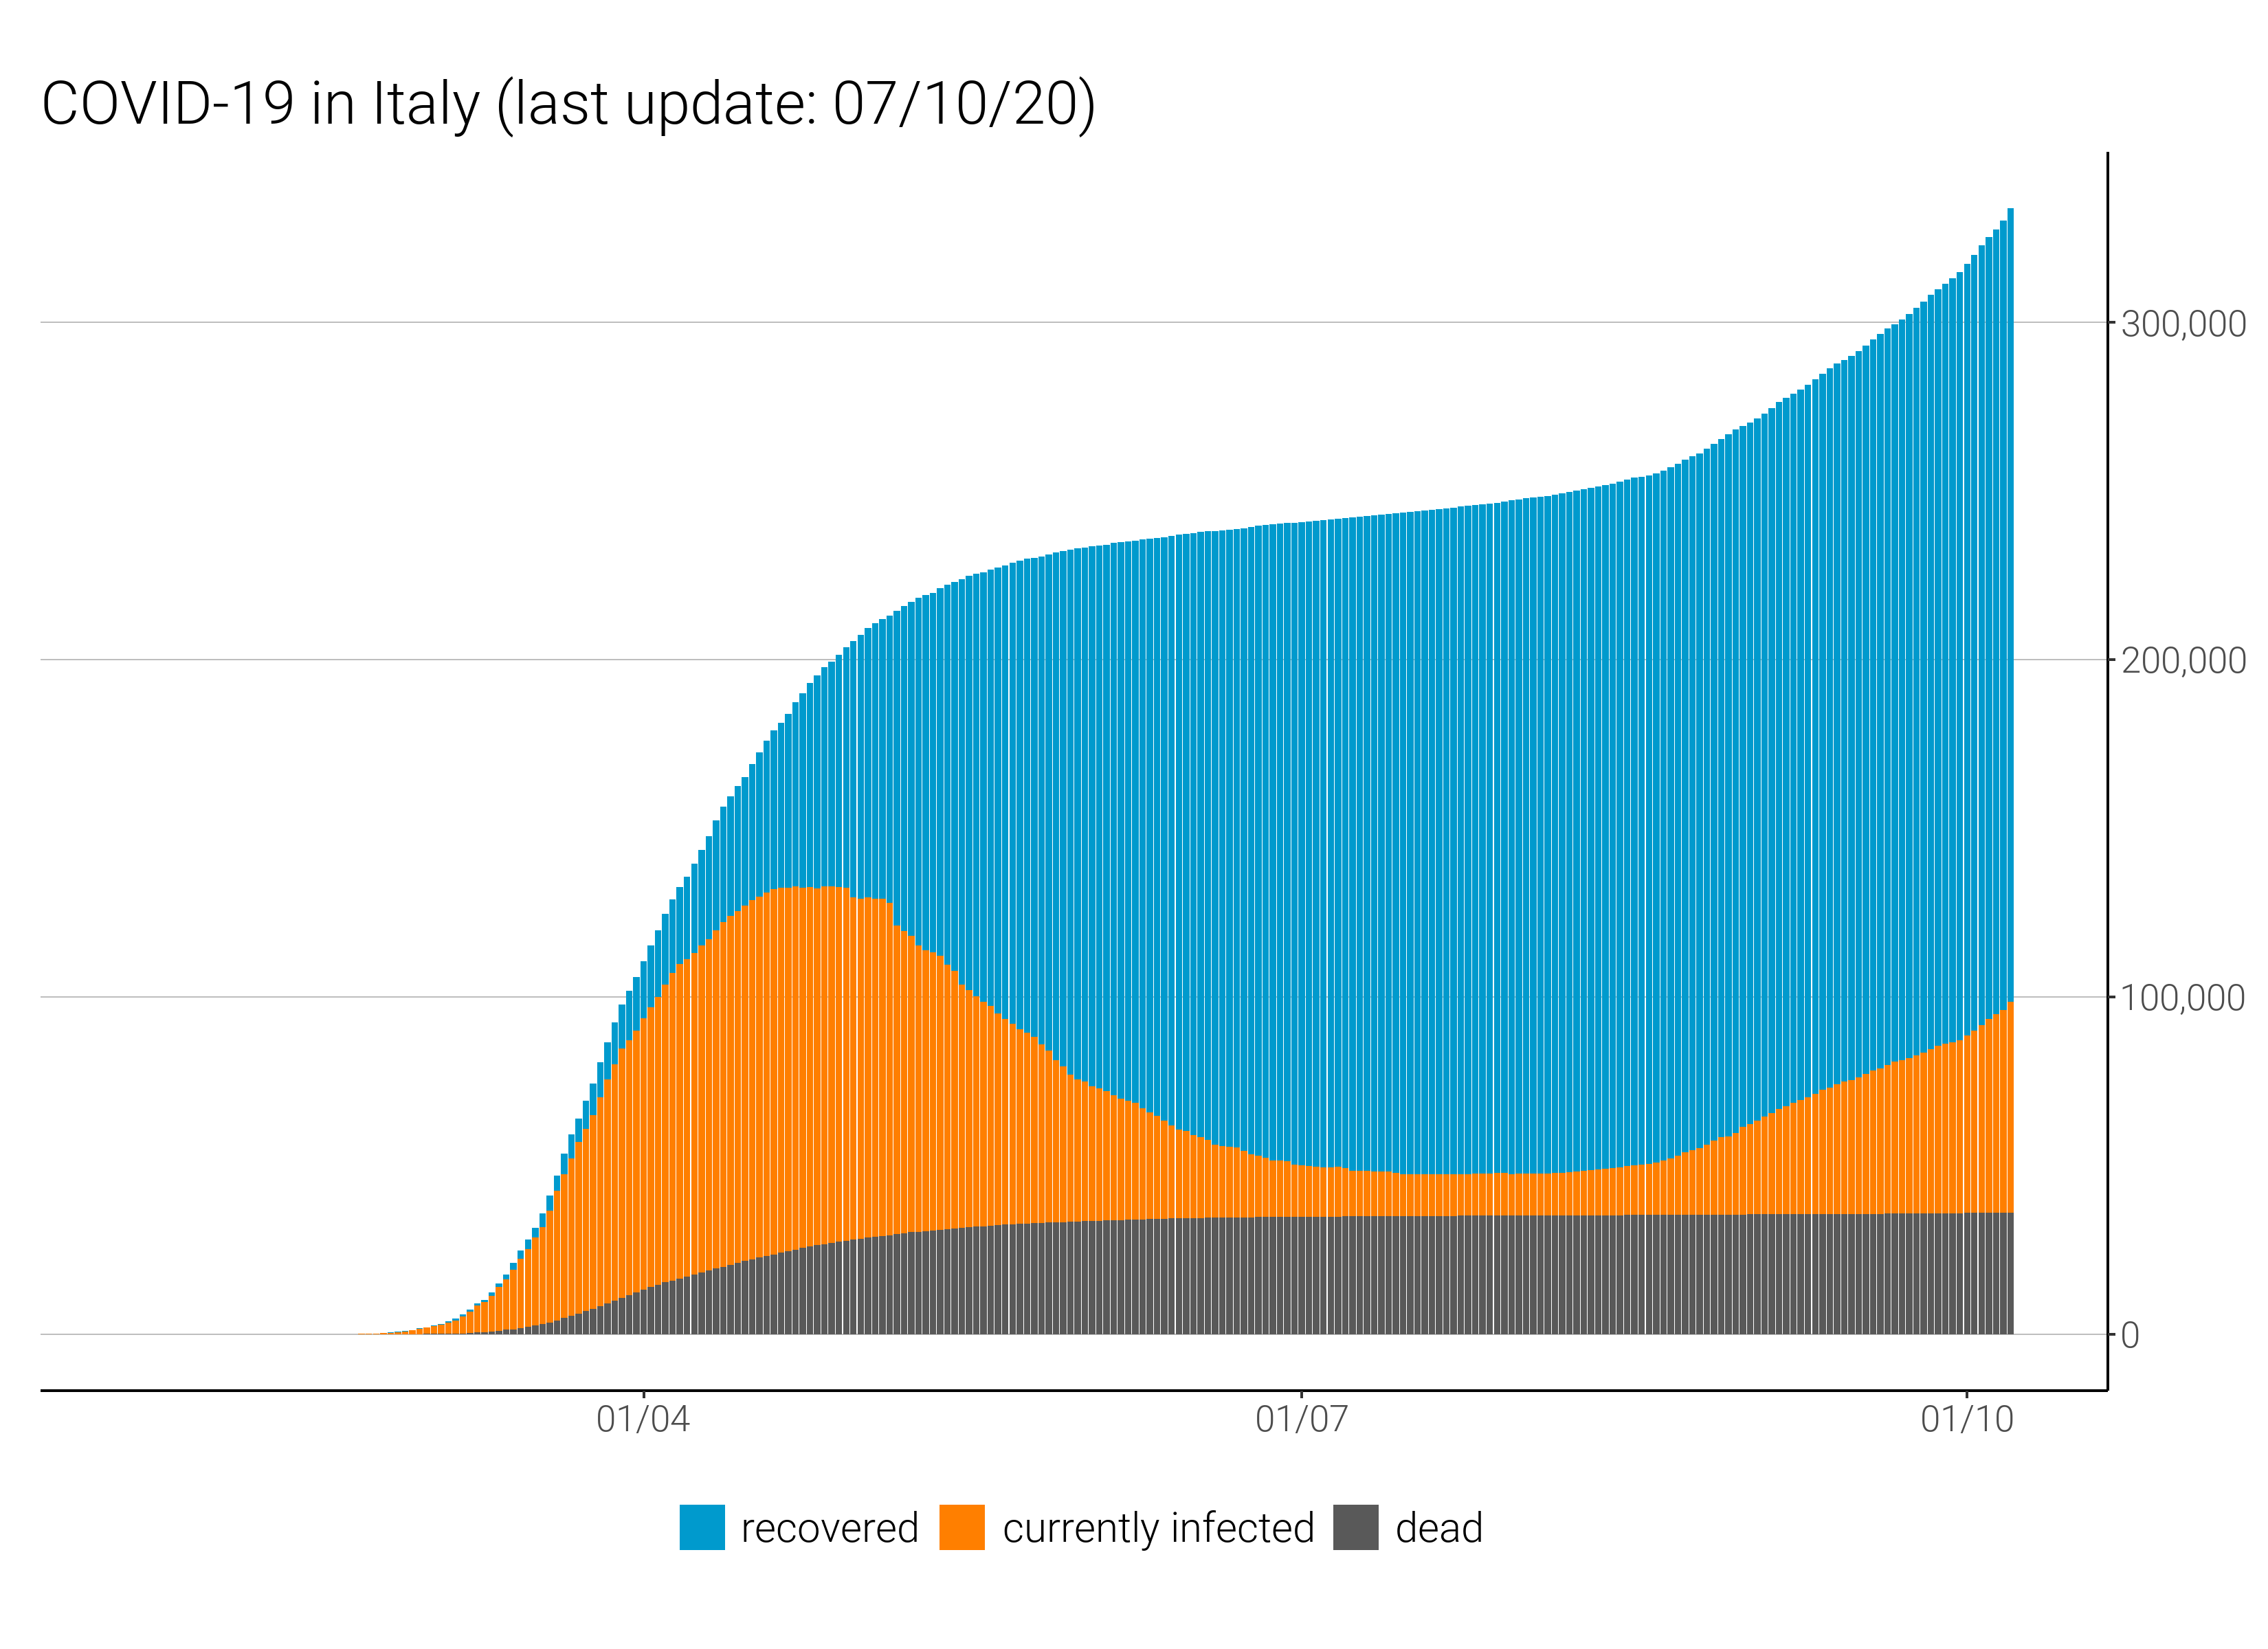 COVID-19 in Italy (last update: 07/10/20)
300,000
200,000
100,000
0
01/04 01/07 01/10
recovered currently infected dead